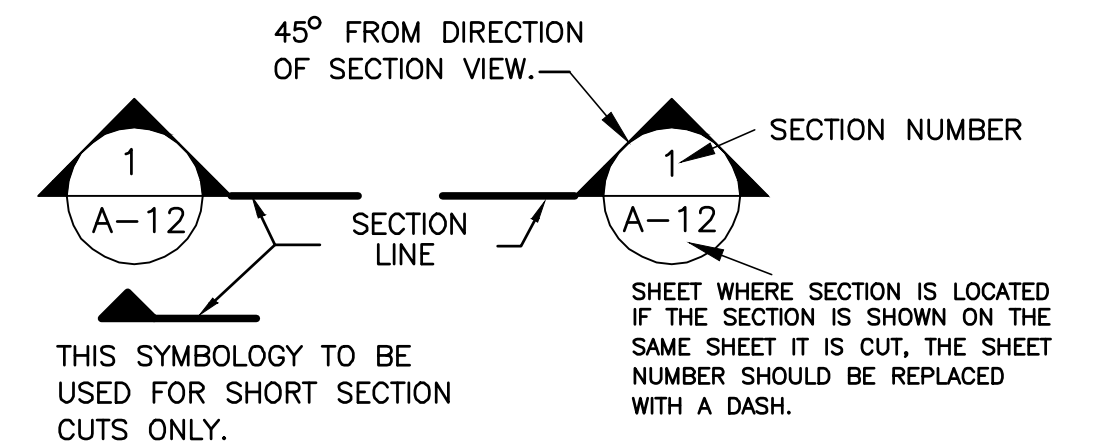 45° FROM DIRECTION
OF SECTION VIEW.
1
A-12
SECTION
LINE
1
A-12
SECTION NUMBER
SHEET WHERE SECTION IS LOCATED
IF THE SECTION IS SHOWN ON THE
SAME SHEET IT IS CUT, THE SHEET
NUMBER SHOULD BE REPLACED
WITH A DASH.
THIS SYMBOLOGY TO BE
USED FOR SHORT SECTION
CUTS ONLY.